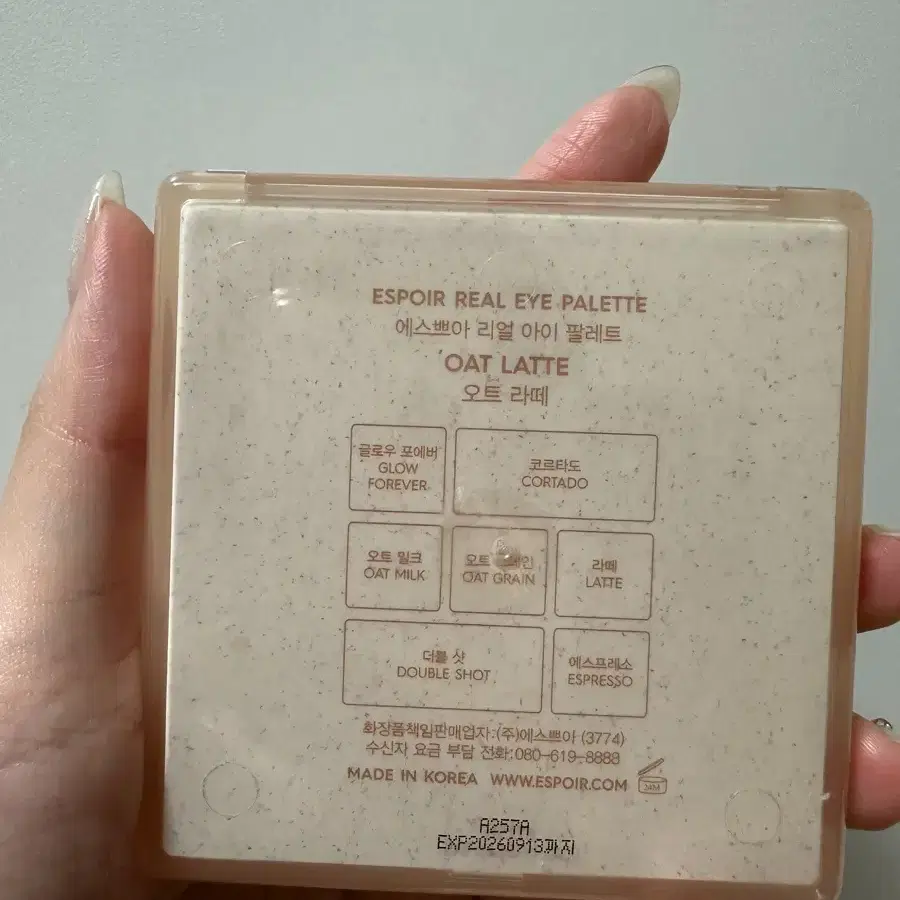 ESPOIR REAL EYE PALETTE
에스쁘아 리얼 아이 팔레트
OAT LATTE
오트 라떼
글로우 포에버
GLOW
FOREVER
코르타도
CORTADO
오트 밀크
OAT MILK
오트
OAT GRAIN
라떼
LATTE
더블 샷
DOUBLE SHOT
에스프레소
ESPRESSO
화장품책임판매업자:(주)에스쁘아 (3774)
수신자 요금 부담 전화:080-619-8888
MADE IN KOREA WWW.ESPOIR.COM
24M
A257A
EXP20260913까지